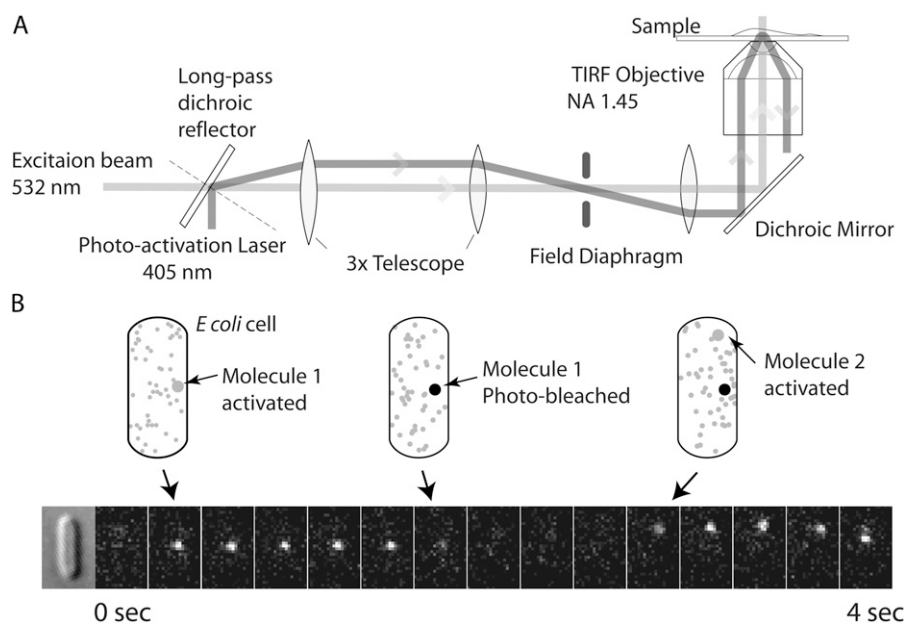 A
Sample
Long-pass
dichroic
reflector
TIRF Objective
NA 1.45
Excitaion beam
532 nm
Photo-activation Laser
405 nm
3x Telescope
Field Diaphragm
Dichroic Mirror
B
E coli cell
Molecule 1
activated
Molecule 1
Photo-bleached
Molecule 2
activated
0 sec
4 sec